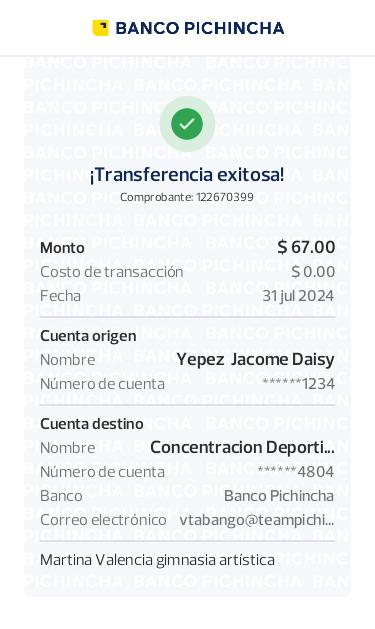 BANCO PICHINCHA
¡Transferencia exitosa!
Comprobante: 122670399
Monto $ 67.00
Costo de transacción $ 0.00
Fecha 31 jul 2024
Cuenta origen
Nombre Yepez Jacome Daisy
Número de cuenta ******1234
Cuenta destino
Nombre Concentracion Deporti...
Número de cuenta ******4804
Banco Banco Pichincha
Correo electrónico vtabango@teampichi...
Martina Valencia gimnasia artística